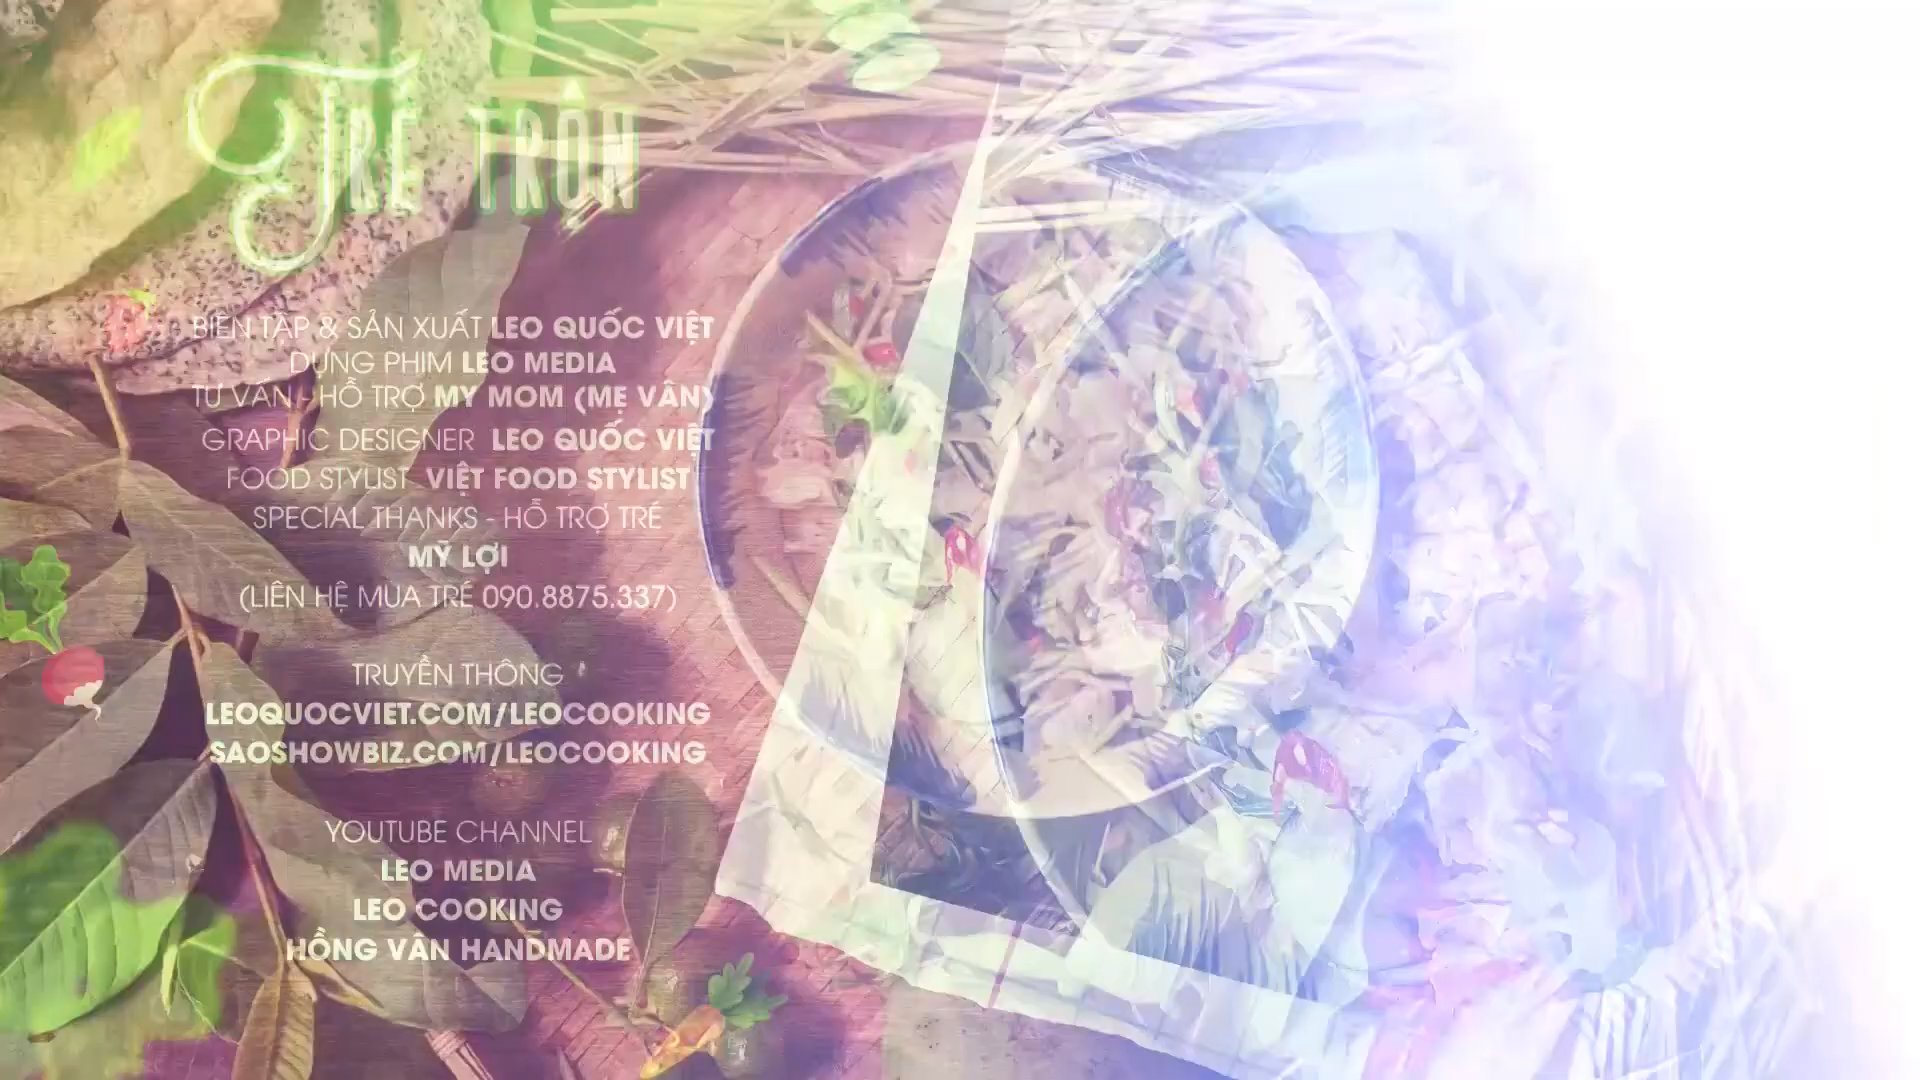 TRÉ TRỘN
BIÊN TẬP & SẢN XUẤT LEO QUỐC VIỆT
DỰNG PHIM LEO MEDIA
TƯ VẤN - HỖ TRỢ MY MOM (MẸ VÂN)
GRAPHIC DESIGNER LEO QUỐC VIỆT
FOOD STYLIST VIỆT FOOD STYLIST
SPECIAL THANKS - HỖ TRỢ TRÉ
MỸ LỢI
(LIÊN HỆ MUA TRÉ 090.8875.337)
TRUYỀN THÔNG
LEOQUOCVIET.COM/LEOCOOKING
SAOSHOWBIZ.COM/LEOCOOKING
YOUTUBE CHANNEL
LEO MEDIA
LEO COOKING
HỒNG VÂN HANDMADE